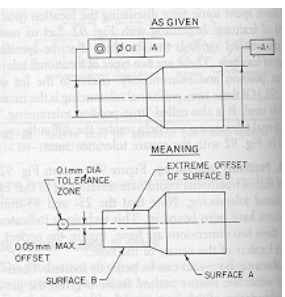 AS GIVEN
◎ Ø 0.1 A
-A-
MEANING
0.1mm DIA
TOLERANCE
ZONE
EXTREME OFFSET
OF SURFACE B
0.05 mm MAX.
OFFSET
SURFACE B
SURFACE A